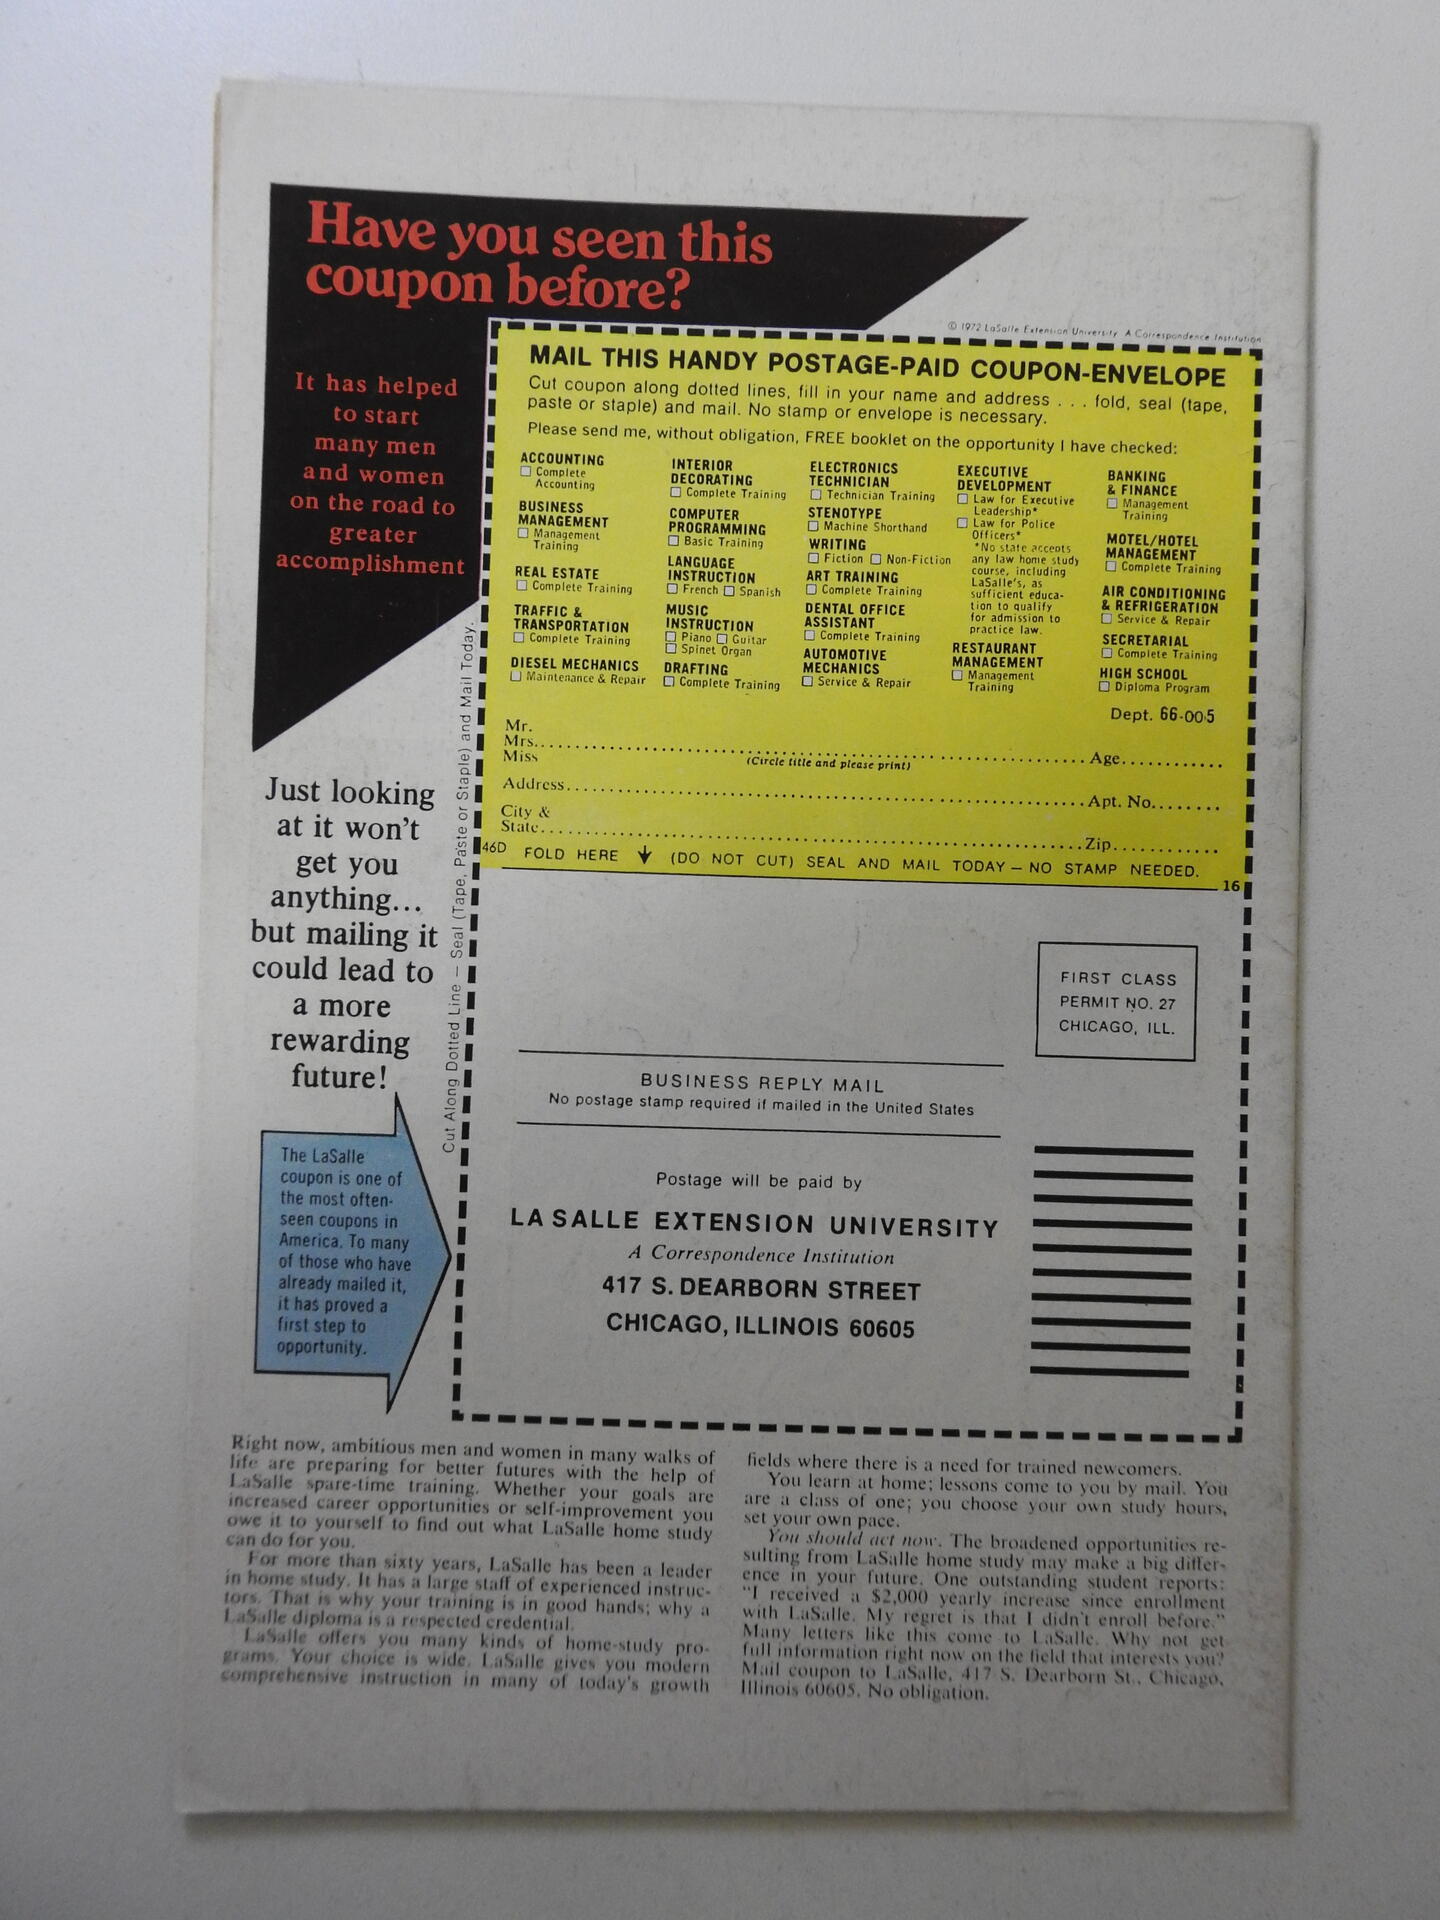 Have you seen this
coupon before?
It has helped
to start
many men
and women
on the road to
greater
accomplishment
© 1972 LaSalle Extension University A Correspondence Institution
MAIL THIS HANDY POSTAGE-PAID COUPON-ENVELOPE
Cut coupon along dotted lines, fill in your name and address . . . fold, seal (tape,
paste or staple) and mail. No stamp or envelope is necessary.
Please send me, without obligation, FREE booklet on the opportunity I have checked:
ACCOUNTING
☐ Complete
Accounting
BUSINESS
MANAGEMENT
☐ Management
Training
REAL ESTATE
☐ Complete Training
TRAFFIC &
TRANSPORTATION
☐ Complete Training
DIESEL MECHANICS
☐ Maintenance & Repair
INTERIOR
DECORATING
☐ Complete Training
COMPUTER
PROGRAMMING
☐ Basic Training
LANGUAGE
INSTRUCTION
☐ French ☐ Spanish
MUSIC
INSTRUCTION
☐ Piano ☐ Guitar
☐ Spinet Organ
DRAFTING
☐ Complete Training
ELECTRONICS
TECHNICIAN
☐ Technician Training
STENOTYPE
☐ Machine Shorthand
WRITING
☐ Fiction ☐ Non-Fiction
ART TRAINING
☐ Complete Training
DENTAL OFFICE
ASSISTANT
☐ Complete Training
AUTOMOTIVE
MECHANICS
☐ Service & Repair
EXECUTIVE
DEVELOPMENT
☐ Law for Executive
Leadership*
☐ Law for Police
Officers*
*No state accepts
any law home study
course, including
LaSalle's, as
sufficient educa-
tion to qualify
for admission to
practice law.
RESTAURANT
MANAGEMENT
☐ Management
Training
BANKING
& FINANCE
☐ Management
Training
MOTEL/HOTEL
MANAGEMENT
☐ Complete Training
AIR CONDITIONING
& REFRIGERATION
☐ Service & Repair
SECRETARIAL
☐ Complete Training
HIGH SCHOOL
☐ Diploma Program
Dept. 66-005
Mr.
Mrs. Age
Miss (Circle title and please print)
Address Apt. No.
City &
State Zip
46D FOLD HERE ↓ (DO NOT CUT) SEAL AND MAIL TODAY — NO STAMP NEEDED.
16
Cut Along Dotted Line — Seal (Tape, Paste or Staple) and Mail Today.
Just looking
at it won't
get you
anything...
but mailing it
could lead to
a more
rewarding
future!
The LaSalle
coupon is one of
the most often-
seen coupons in
America. To many
of those who have
already mailed it,
it has proved a
first step to
opportunity.
FIRST CLASS
PERMIT NO. 27
CHICAGO, ILL.
BUSINESS REPLY MAIL
No postage stamp required if mailed in the United States
Postage will be paid by
LA SALLE EXTENSION UNIVERSITY
A Correspondence Institution
417 S. DEARBORN STREET
CHICAGO, ILLINOIS 60605
Right now, ambitious men and women in many walks of
life are preparing for better futures with the help of
LaSalle spare-time training. Whether your goals are
increased career opportunities or self-improvement you
owe it to yourself to find out what LaSalle home study
can do for you.
For more than sixty years, LaSalle has been a leader
in home study. It has a large staff of experienced instruc-
tors. That is why your training is in good hands; why a
LaSalle diploma is a respected credential.
LaSalle offers you many kinds of home-study pro-
grams. Your choice is wide. LaSalle gives you modern
comprehensive instruction in many of today's growth
fields where there is a need for trained newcomers.
You learn at home; lessons come to you by mail. You
are a class of one; you choose your own study hours,
set your own pace.
You should act now. The broadened opportunities re-
sulting from LaSalle home study may make a big differ-
ence in your future. One outstanding student reports:
"I received a $2,000 yearly increase since enrollment
with LaSalle. My regret is that I didn't enroll before."
Many letters like this come to LaSalle. Why not get
full information right now on the field that interests you?
Mail coupon to LaSalle, 417 S. Dearborn St., Chicago,
Illinois 60605. No obligation.